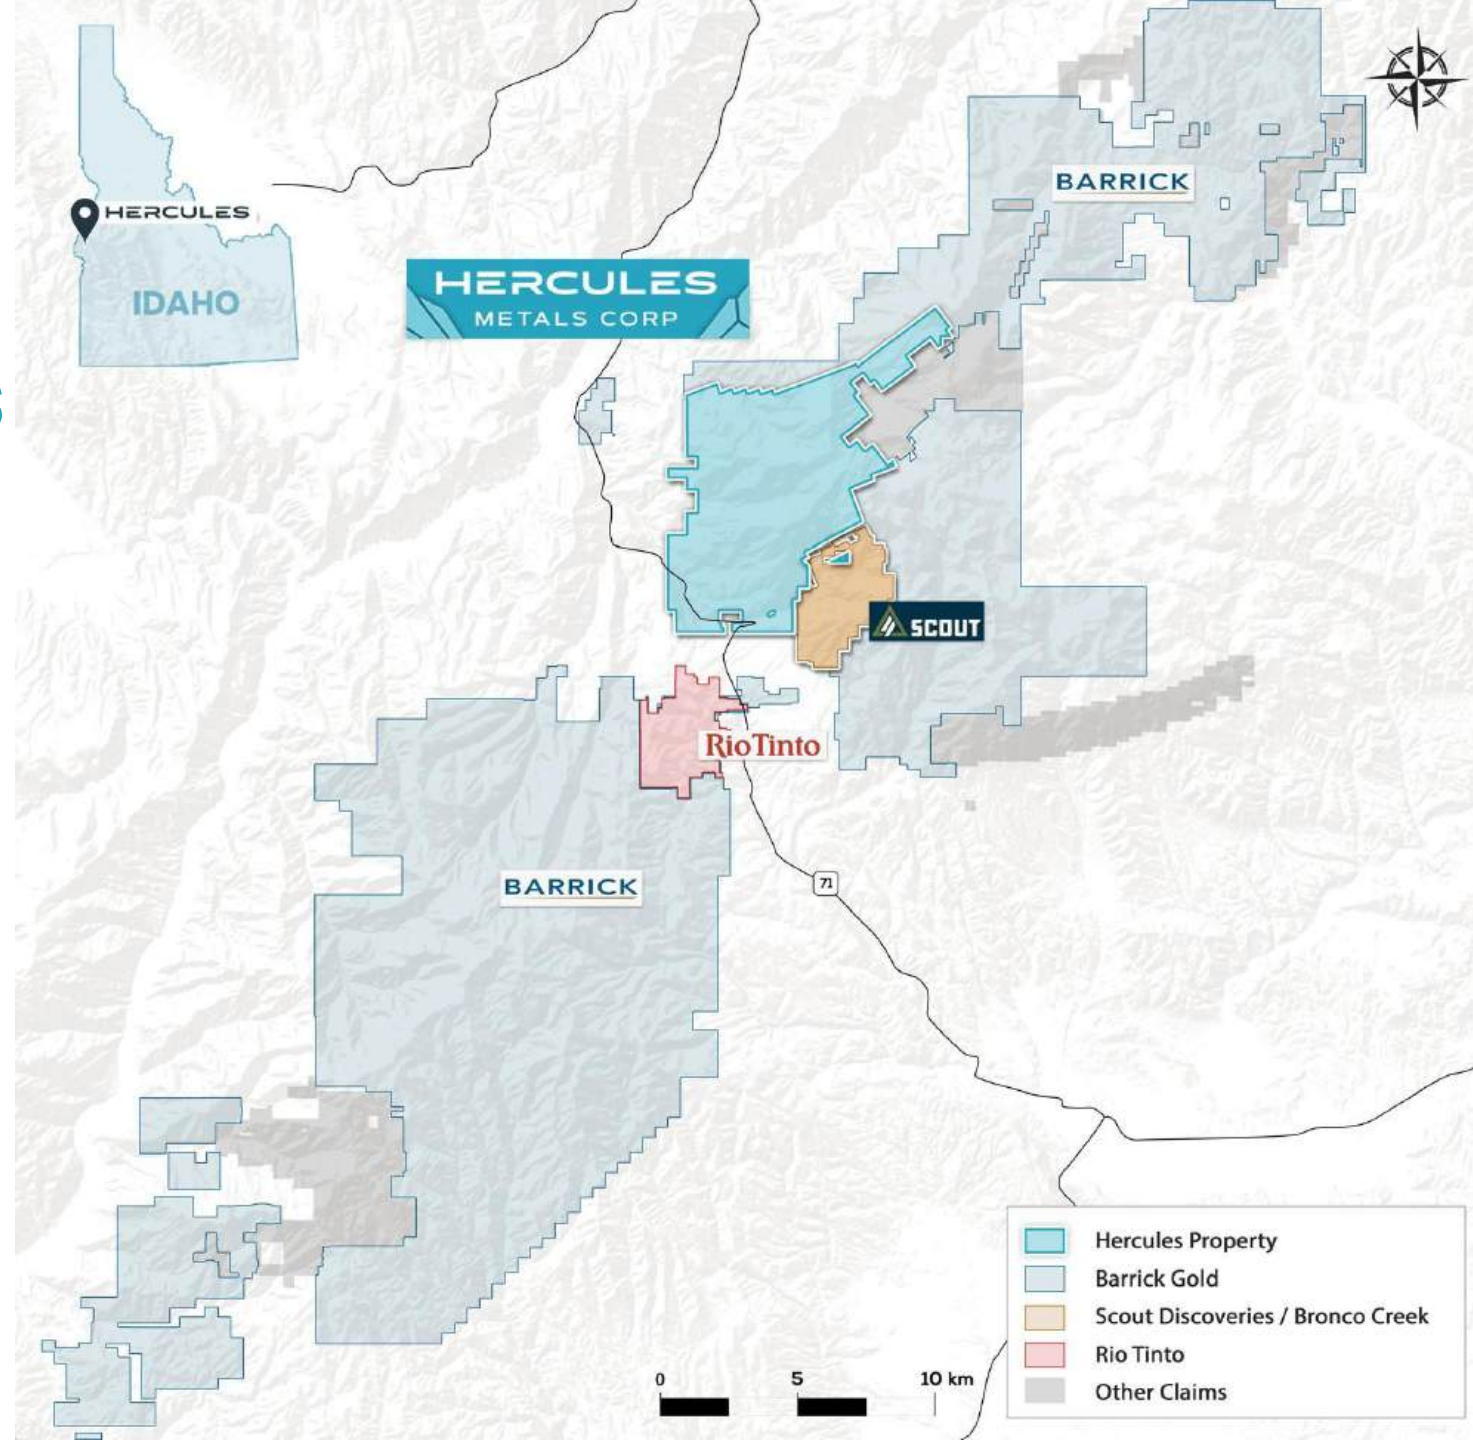 BARRICK
HERCULES
HERCULES
METALS CORP
IDAHO
SCOUT
RioTinto
BARRICK
71
Hercules Property
Barrick Gold
Scout Discoveries / Bronco Creek
Rio Tinto
Other Claims
0 5 10 km